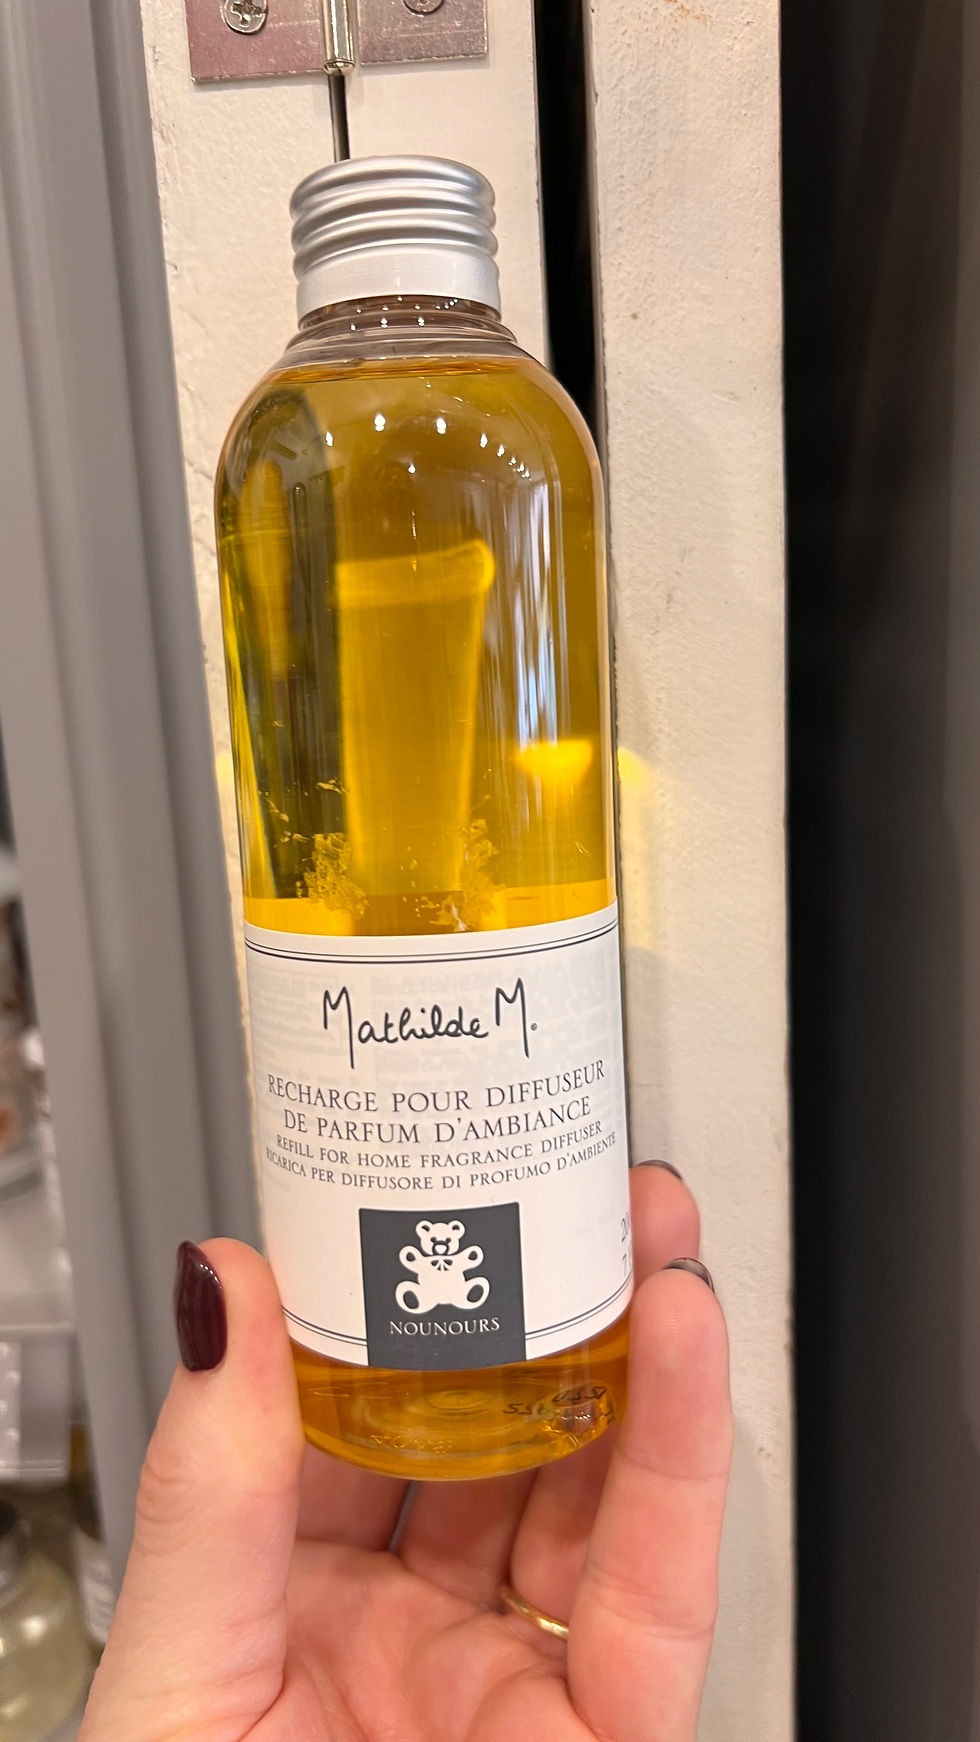 Mathilde M.
RECHARGE POUR DIFFUSEUR
DE PARFUM D'AMBIANCE
REFILL FOR HOME FRAGRANCE DIFFUSER
RICARICA PER DIFFUSORE DI PROFUMO D'AMBIENTE
NOUNOURS